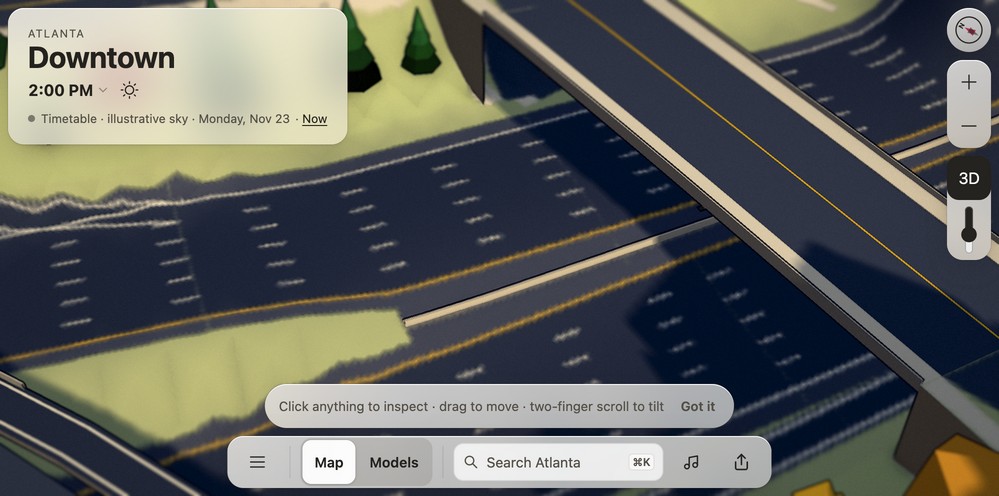 ATLANTA
Downtown
2:00 PM
Timetable · illustrative sky · Monday, Nov 23 · Now
N
3D
Click anything to inspect · drag to move · two-finger scroll to tilt Got it
Map Models Search Atlanta ⌘K